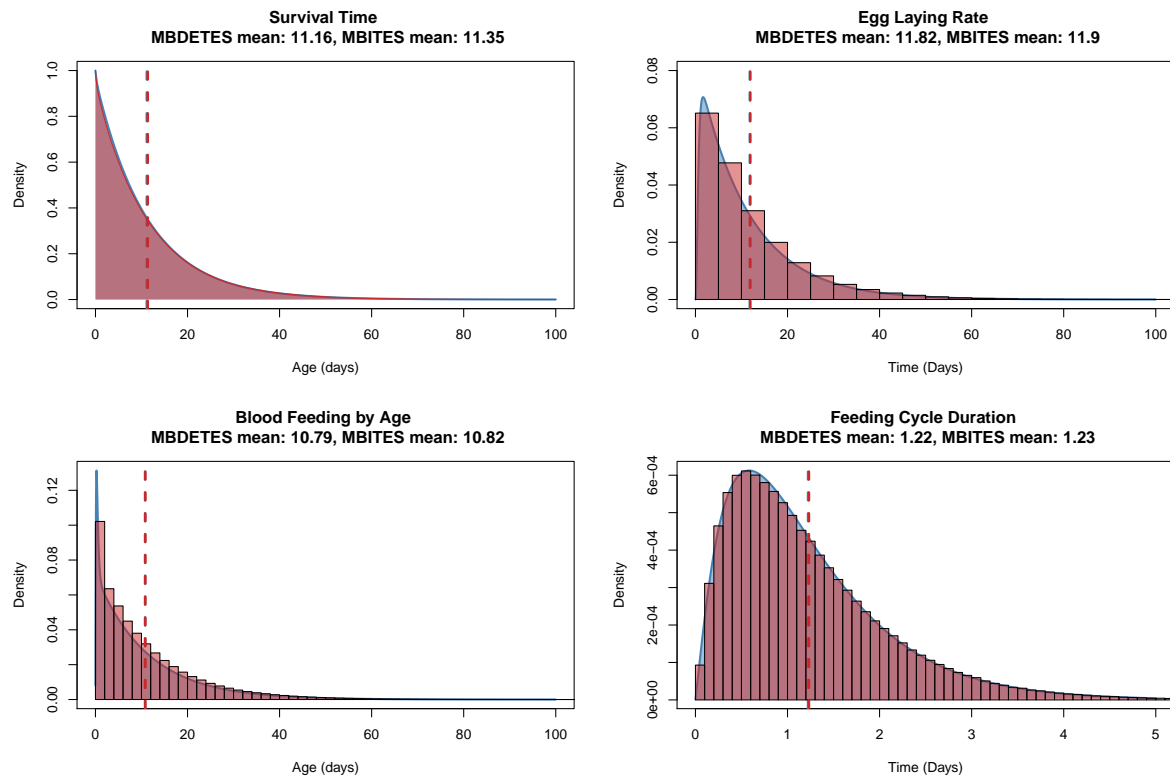 Survival Time
MBDETES mean: 11.16, MBITES mean: 11.35
Density
0.0 0.2 0.4 0.6 0.8 1.0
0 20 40 60 80 100
Age (days)
Egg Laying Rate
MBDETES mean: 11.82, MBITES mean: 11.9
Density
0.00 0.02 0.04 0.06 0.08
0 20 40 60 80 100
Time (Days)
Blood Feeding by Age
MBDETES mean: 10.79, MBITES mean: 10.82
Density
0.00 0.04 0.08 0.12
0 20 40 60 80 100
Age (days)
Feeding Cycle Duration
MBDETES mean: 1.22, MBITES mean: 1.23
Density
0e+00 2e−04 4e−04 6e−04
0 1 2 3 4 5
Time (Days)